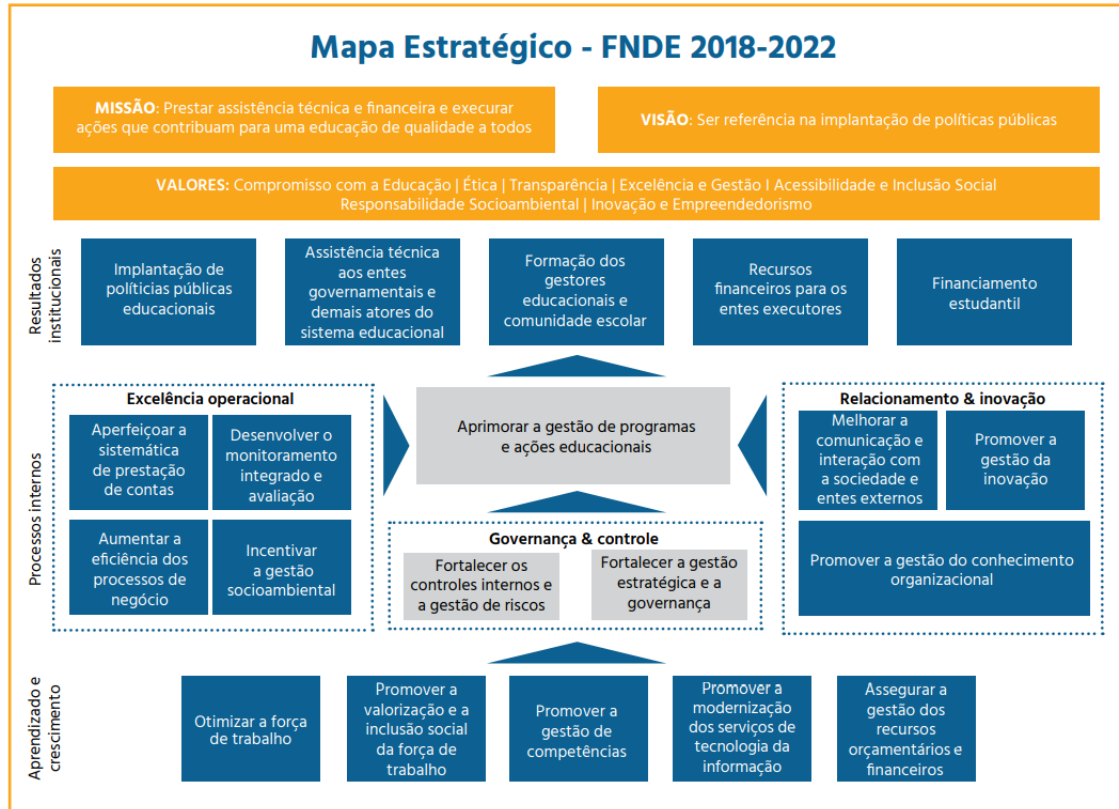 Mapa Estratégico - FNDE 2018-2022
MISSÃO: Prestar assistência técnica e financeira e execurar
ações que contribuam para uma educação de qualidade a todos
VISÃO: Ser referência na implantação de políticas públicas
VALORES: Compromisso com a Educação | Ética | Transparência | Excelência e Gestão I Acessibilidade e Inclusão Social
Responsabilidade Socioambiental | Inovação e Empreendedorismo
Resultados
institucionais
Implantação de
políticias públicas
educacionais
Assistência técnica
aos entes
governamentais e
demais atores do
sistema educacional
Formação dos
gestores
educacionais e
comunidade escolar
Recursos
financeiros para os
entes executores
Financiamento
estudantil
Processos internos
Excelência operacional
Aperfeiçoar a
sistemática
de prestação
de contas
Desenvolver o
monitoramento
integrado e
avaliação
Aumentar a
eficiência dos
processos de
negócio
Incentivar
a gestão
socioambiental
Aprimorar a gestão de programas
e ações educacionais
Governança & controle
Fortalecer os
controles internos e
a gestão de riscos
Fortalecer a gestão
estratégica e a
governança
Relacionamento & inovação
Melhorar a
comunicação e
interação com
a sociedade e
entes externos
Promover a
gestão da
inovação
Promover a gestão do conhecimento
organizacional
Aprendizado e
crescimento
Otimizar a força
de trabalho
Promover a
valorização e a
inclusão social
da força de
trabalho
Promover a
gestão de
competências
Promover a
modernização
dos serviços de
tecnologia da
informação
Assegurar a
gestão dos
recursos
orçamentários e
financeiros